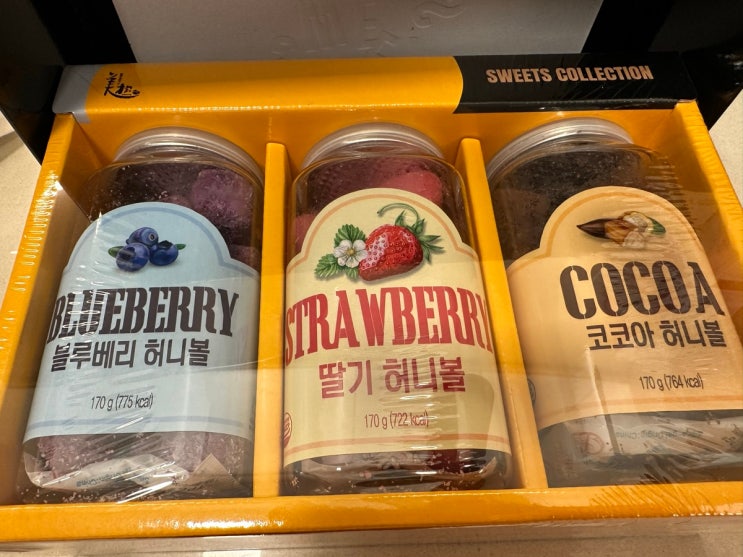 SWEETS COLLECTION
BLUEBERRY
블루베리 허니볼
170 g (775 kcal)
STRAWBERRY
딸기 허니볼
170 g (722 kcal)
COCOA
코코아 허니볼
170 g (764 kcal)